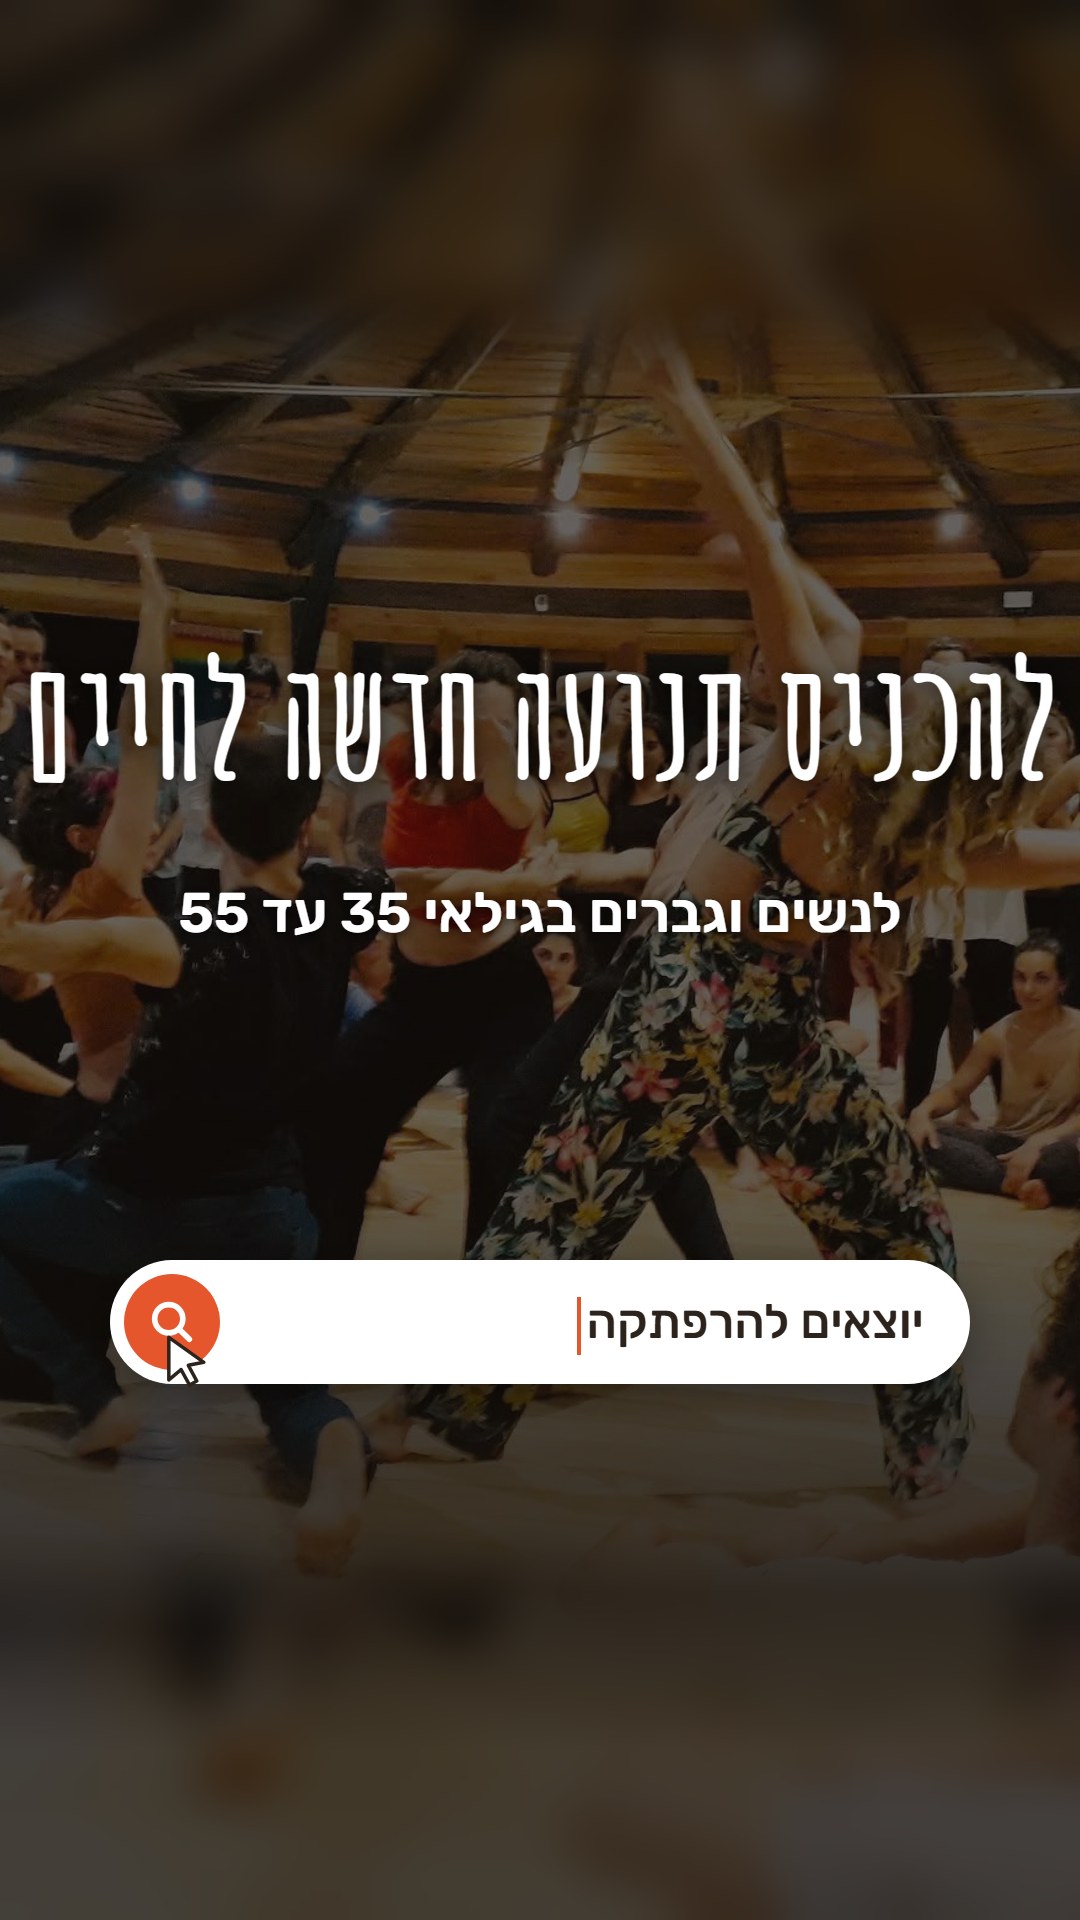 להכניס תנועה חדשה לחיים
לנשים וגברים בגילאי 35 עד 55
יוצאים להרפתקה